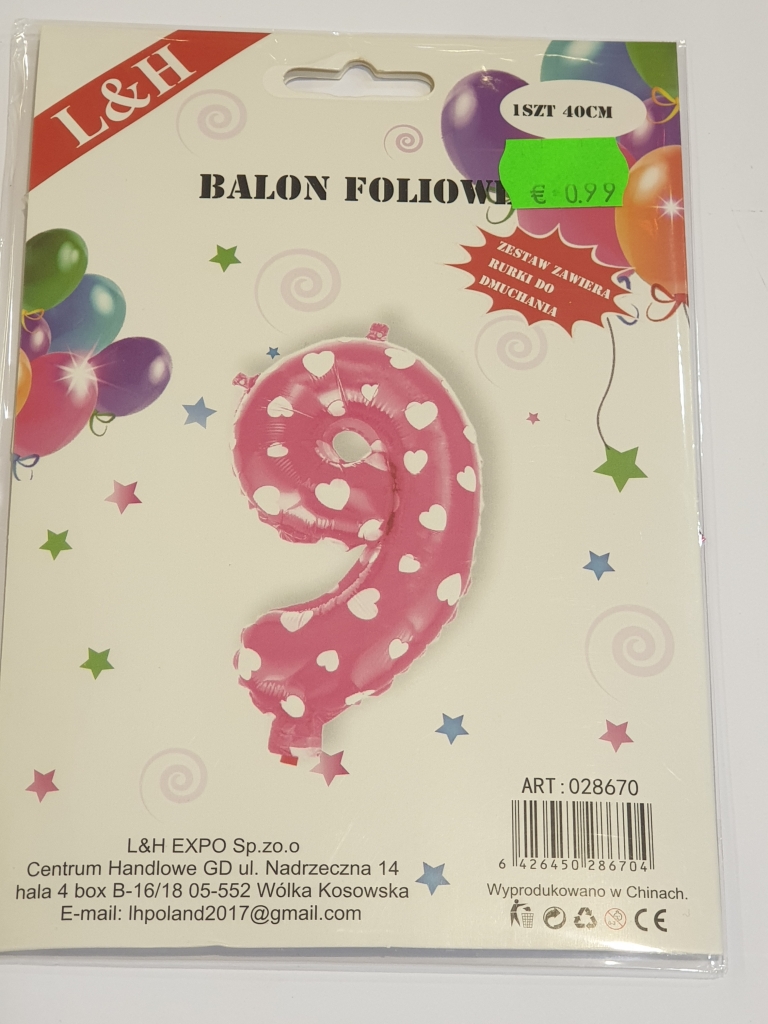 L&H
1SZT 40CM
BALON FOLIOWY
€ 0.99
ZESTAW ZAWIERA
RURKI DO
DMUCHANIA
ART : 028670
6 426450 286704
L&H EXPO Sp.zo.o
Centrum Handlowe GD ul. Nadrzeczna 14
hala 4 box B-16/18 05-552 Wólka Kosowska
E-mail: lhpoland2017@gmail.com
Wyprodukowano w Chinach.
CE